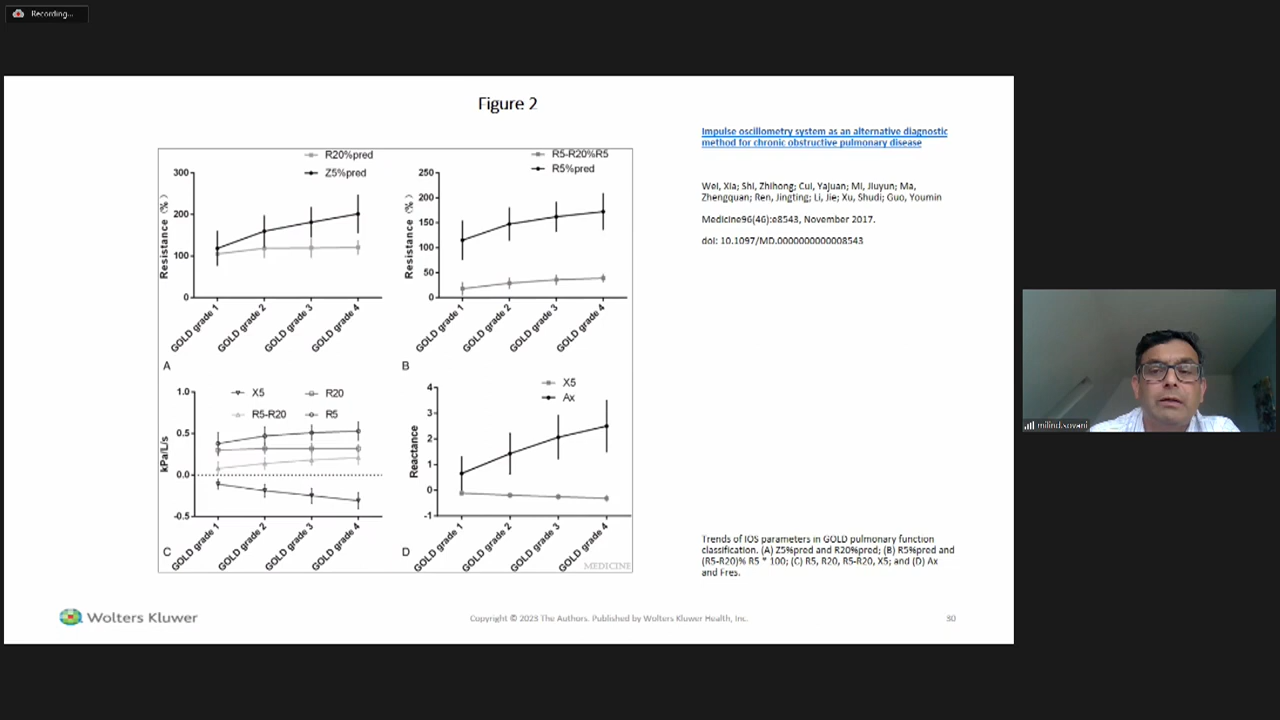 Recording...
Figure 2
R20%pred
Z5%pred
300
200
100
0
Resistance (%)
GOLD grade 1
GOLD grade 2
GOLD grade 3
GOLD grade 4
A
R5-R20%R5
R5%pred
250
200
150
100
50
0
Resistance (%)
GOLD grade 1
GOLD grade 2
GOLD grade 3
GOLD grade 4
B
X5
R20
R5-R20
R5
1.0
0.5
0.0
-0.5
kPa/L/s
GOLD grade 1
GOLD grade 2
GOLD grade 3
GOLD grade 4
C
X5
Ax
4
3
2
1
0
-1
Reactance
GOLD grade 1
GOLD grade 2
GOLD grade 3
GOLD grade 4
D
MEDICINE
Impulse oscillometry system as an alternative diagnostic
method for chronic obstructive pulmonary disease
Wei, Xia; Shi, Zhihong; Cui, Yajuan; Mi, Jiuyun; Ma,
Zhengquan; Ren, Jingting; Li, Jie; Xu, Shudi; Guo, Youmin
Medicine96(46):e8543, November 2017.
doi: 10.1097/MD.0000000000008543
Trends of IOS parameters in GOLD pulmonary function
classification. (A) Z5%pred and R20%pred; (B) R5%pred and
(R5-R20)% R5 * 100; (C) R5, R20, R5-R20, X5; and (D) Ax
and Fres.
Wolters Kluwer
Copyright © 2023 The Authors. Published by Wolters Kluwer Health, Inc.
30
milind.sovani